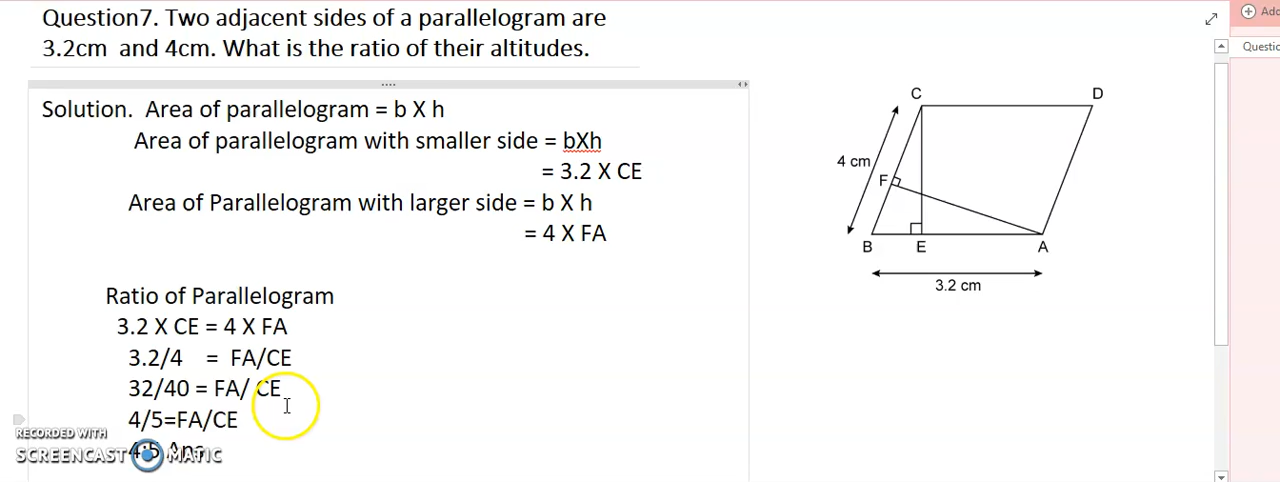 Question7. Two adjacent sides of a parallelogram are
3.2cm and 4cm. What is the ratio of their altitudes.
Solution. Area of parallelogram = b X h
Area of parallelogram with smaller side = bXh
= 3.2 X CE
Area of Parallelogram with larger side = b X h
= 4 X FA
Ratio of Parallelogram
3.2 X CE = 4 X FA
3.2/4 = FA/CE
32/40 = FA/ CE
4/5=FA/CE
4:5 Ans
C
D
4 cm
F
B
E
A
3.2 cm
RECORDED WITH
SCREENCAST MATIC